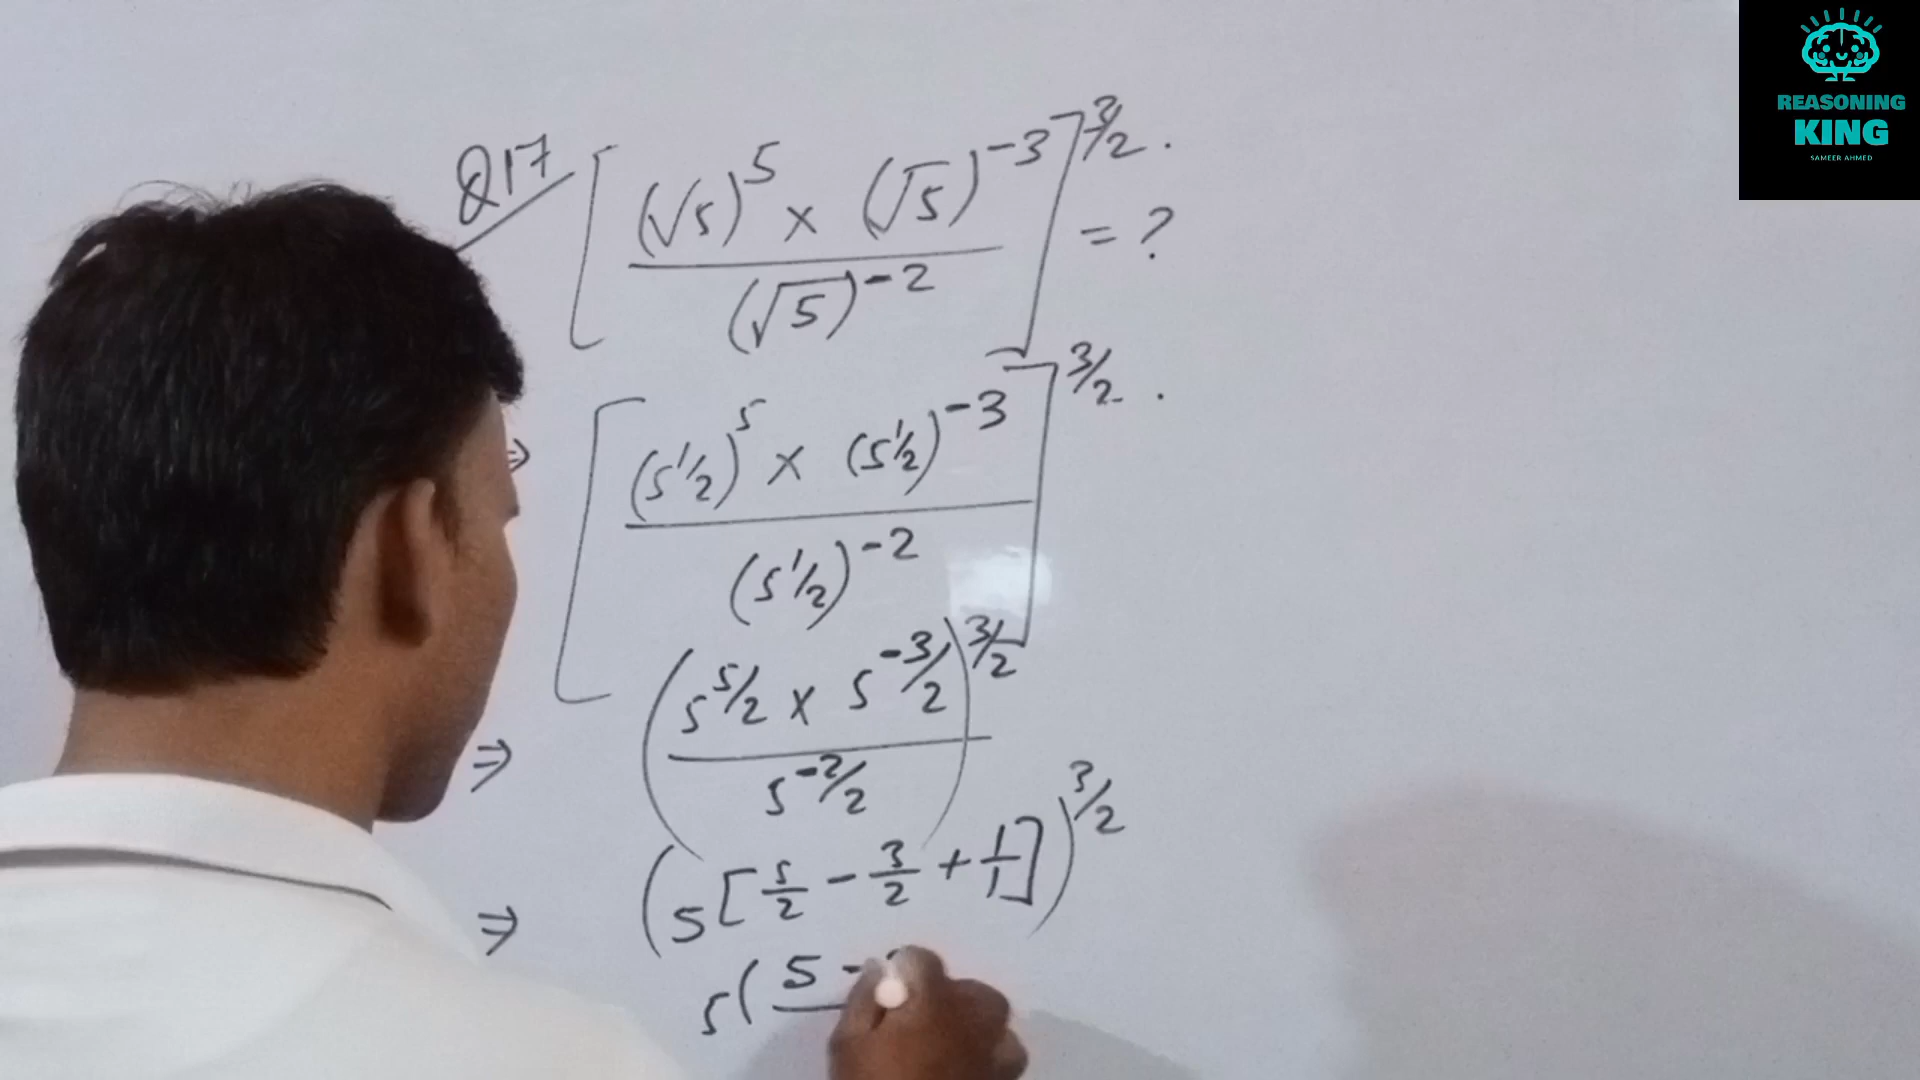 REASONING
KING
SAMEER AHMED
Q17 [ (√5)^5 × (√5)^-3 / (√5)^-2 ]^3/2 . = ?
⇒ [ (5^1/2)^5 × (5^1/2)^-3 / (5^1/2)^-2 ]^3/2 .
⇒ ( 5^5/2 × 5^-3/2 / 5^-2/2 )^3/2
⇒ ( 5 [ 5/2 - 3/2 + 1/1 ] )^3/2
5 ( 5 -